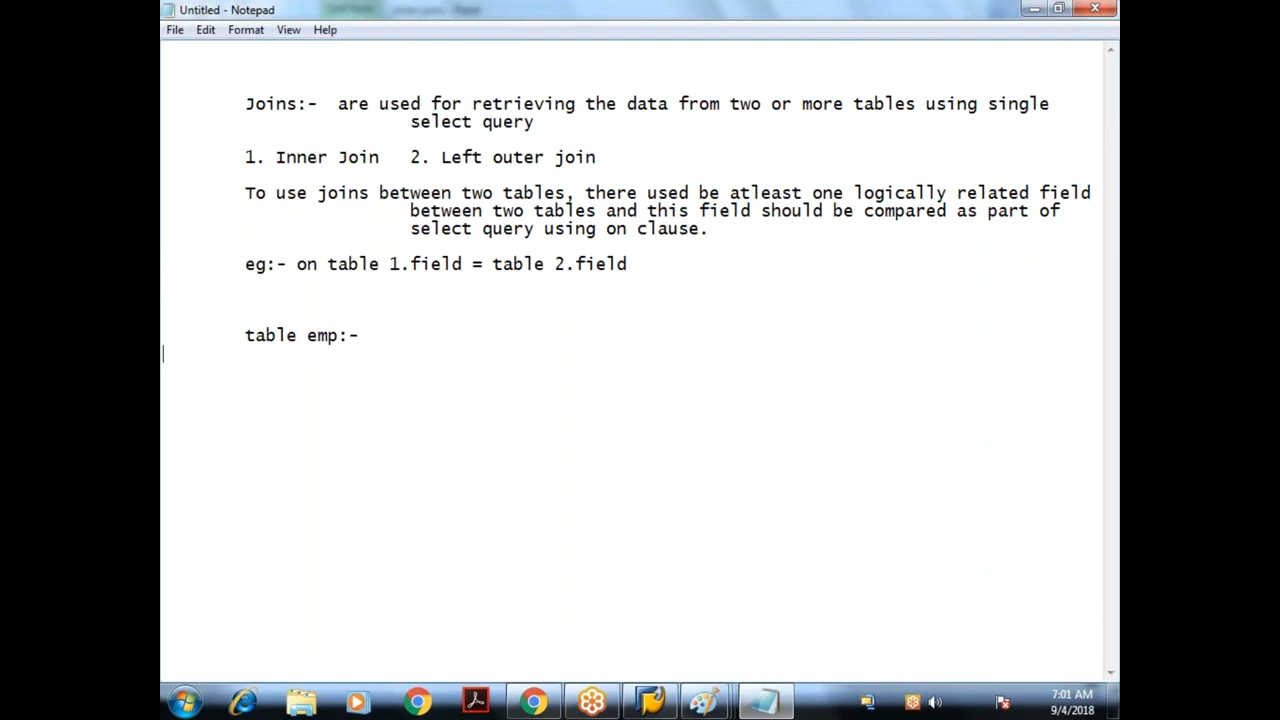 Untitled - Notepad
File Edit Format View Help
Joins:- are used for retrieving the data from two or more tables using single
select query
1. Inner Join 2. Left outer join
To use joins between two tables, there used be atleast one logically related field
between two tables and this field should be compared as part of
select query using on clause.
eg:- on table 1.field = table 2.field
table emp:-
7:01 AM
9/4/2018